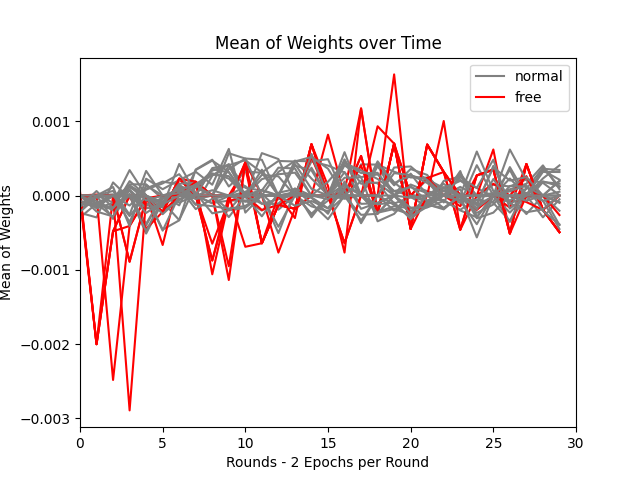 Mean of Weights over Time
normal
free
0.001
0.000
−0.001
−0.002
−0.003
Mean of Weights
0 5 10 15 20 25 30
Rounds - 2 Epochs per Round